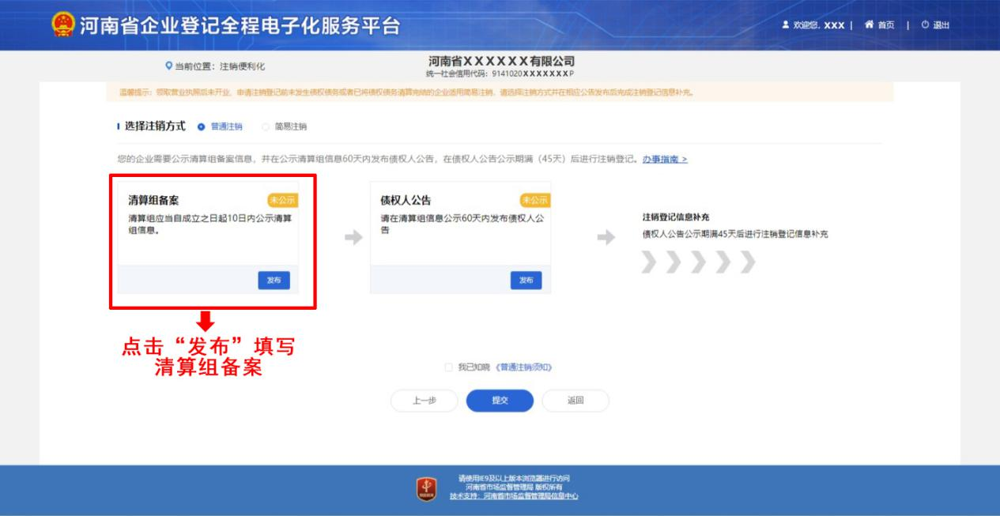 河南省企业登记全程电子化服务平台
欢迎您, XXX | 首页 | 退出
当前位置：注销便利化
河南省XXXXXX有限公司
统一社会信用代码：9141020XXXXXXXP
温馨提示：领取营业执照后未开业、申请注销登记前未发生债权债务或者已将债权债务清算完结的企业适用简易注销，请选择注销方式并在相应公告发布后完成注销登记信息补充。
选择注销方式 普通注销 简易注销
您的企业需要公示清算组备案信息，并在公示清算组信息60天内发布债权人公告，在债权人公告公示期满（45天）后进行注销登记。办事指南 >
清算组备案 未公示
清算组应当自成立之日起10日内公示清算
组信息。
发布
债权人公告 未公示
请在清算组信息公示60天内发布债权人公
告
发布
注销登记信息补充
债权人公告公示期满45天后进行注销登记信息补充
点击“发布”填写
清算组备案
我已知晓《普通注销须知》
上一步 提交 返回
请使用IE9及以上版本浏览器进行访问
河南省市场监督管理局 版权所有
技术支持：河南省市场监督管理局信息中心